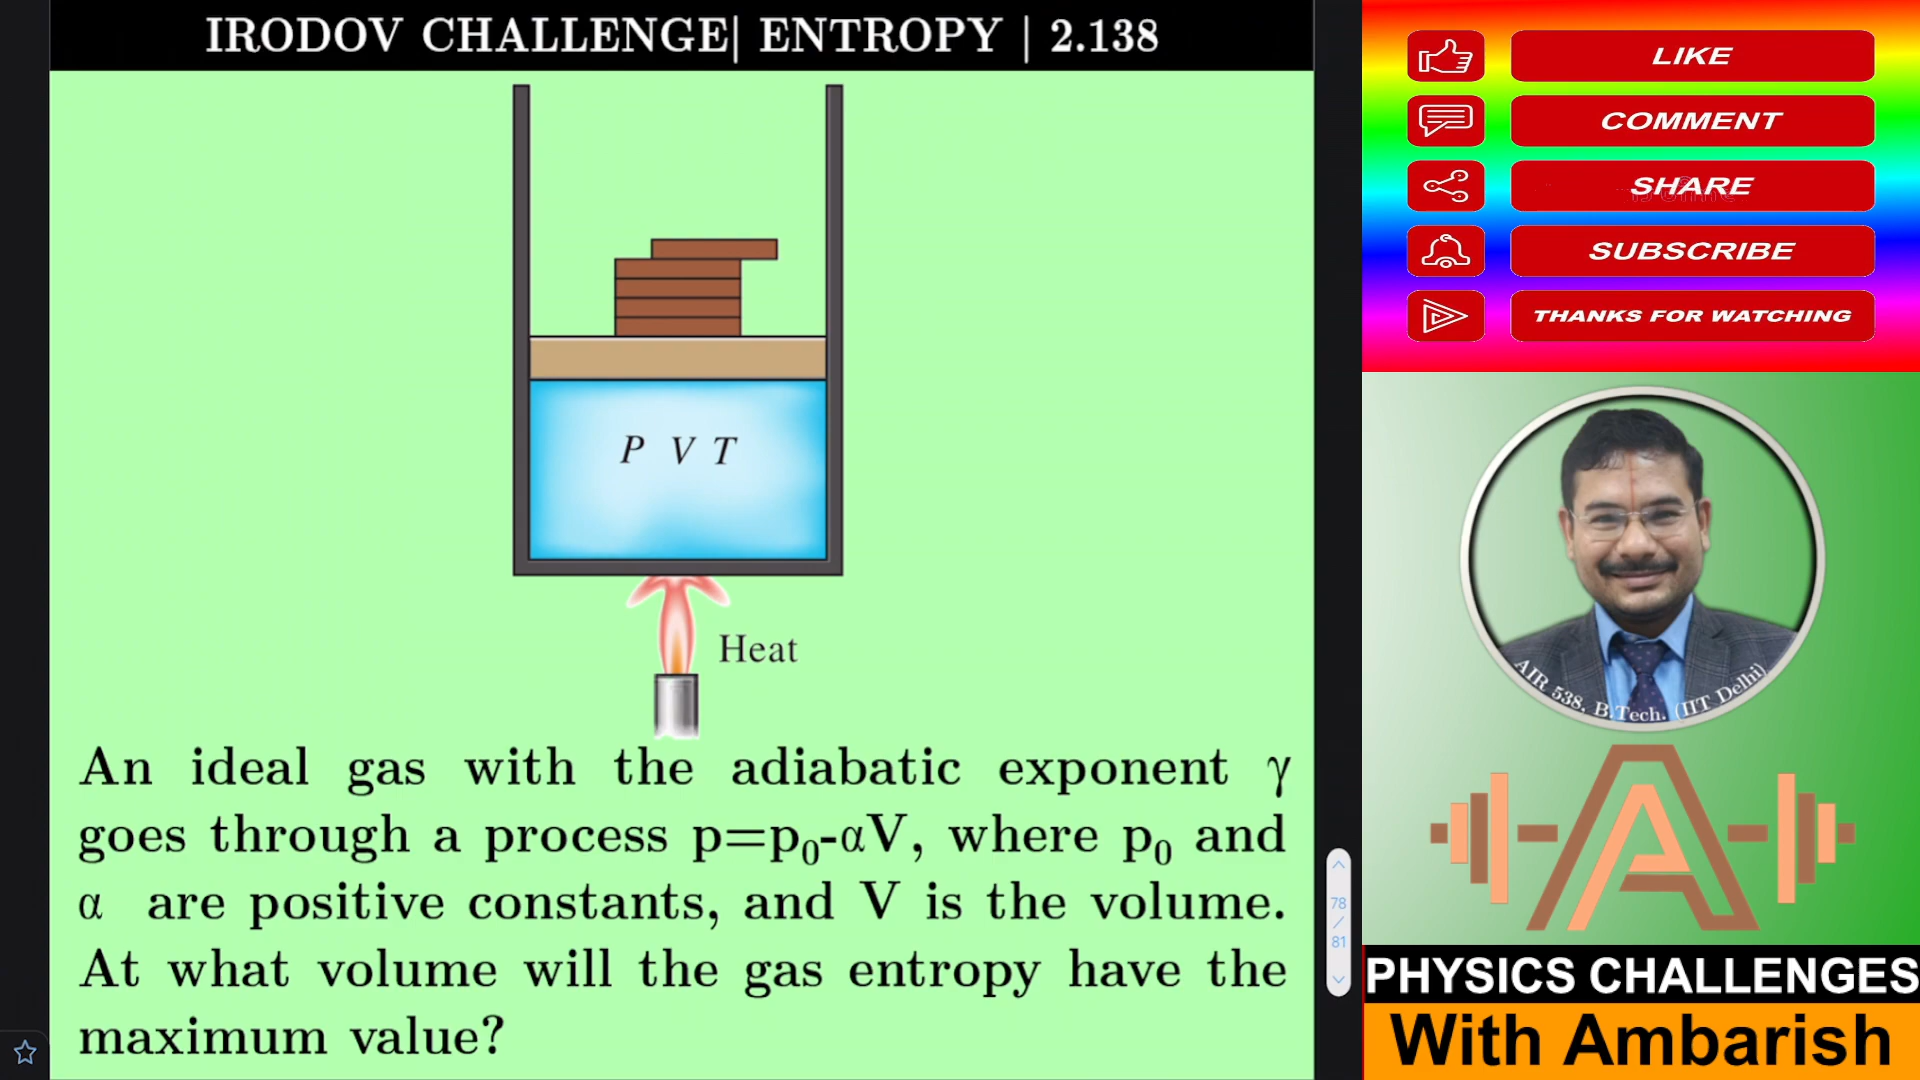 IRODOV CHALLENGE| ENTROPY | 2.138
P V T
Heat
An ideal gas with the adiabatic exponent γ
goes through a process p=p₀-αV, where p₀ and
α are positive constants, and V is the volume.
At what volume will the gas entropy have the
maximum value?
78
/
81
LIKE
COMMENT
SHARE
SUBSCRIBE
THANKS FOR WATCHING
AIR 538, B.Tech. (IIT Delhi)
A
PHYSICS CHALLENGES
With Ambarish